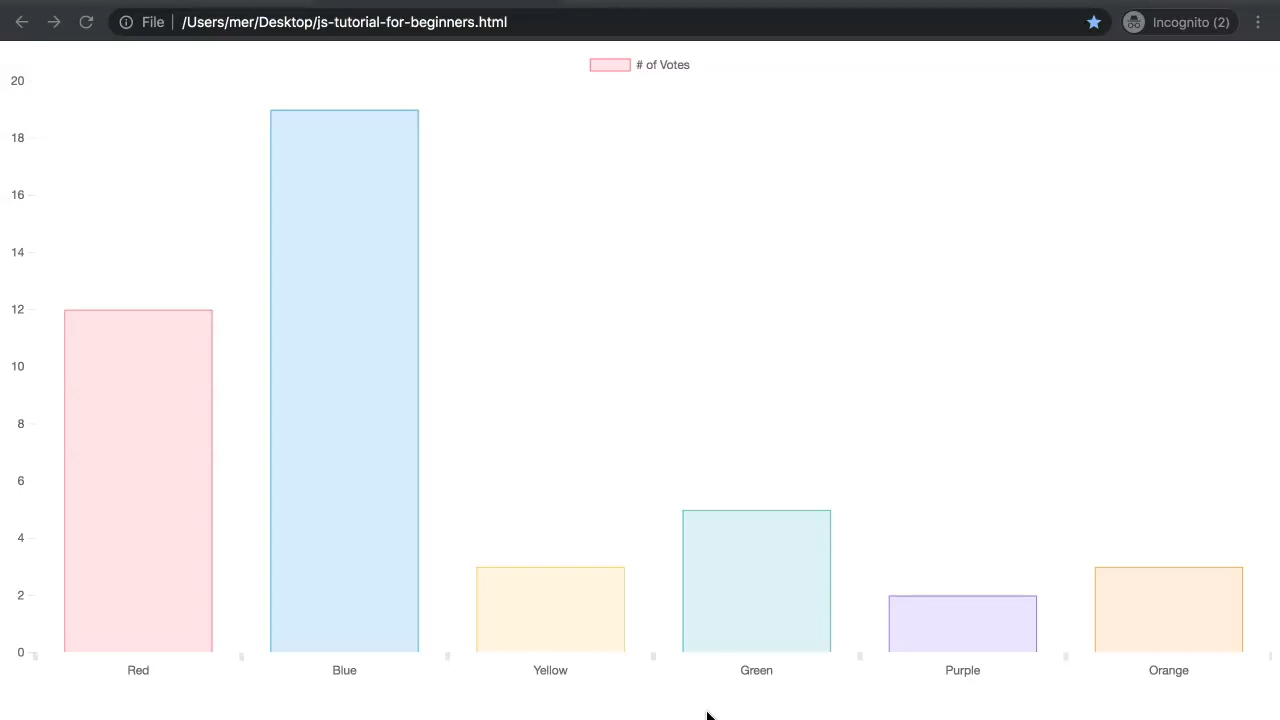 File | /Users/mer/Desktop/js-tutorial-for-beginners.html
Incognito (2)
# of Votes
20
18
16
14
12
10
8
6
4
2
0
Red Blue Yellow Green Purple Orange